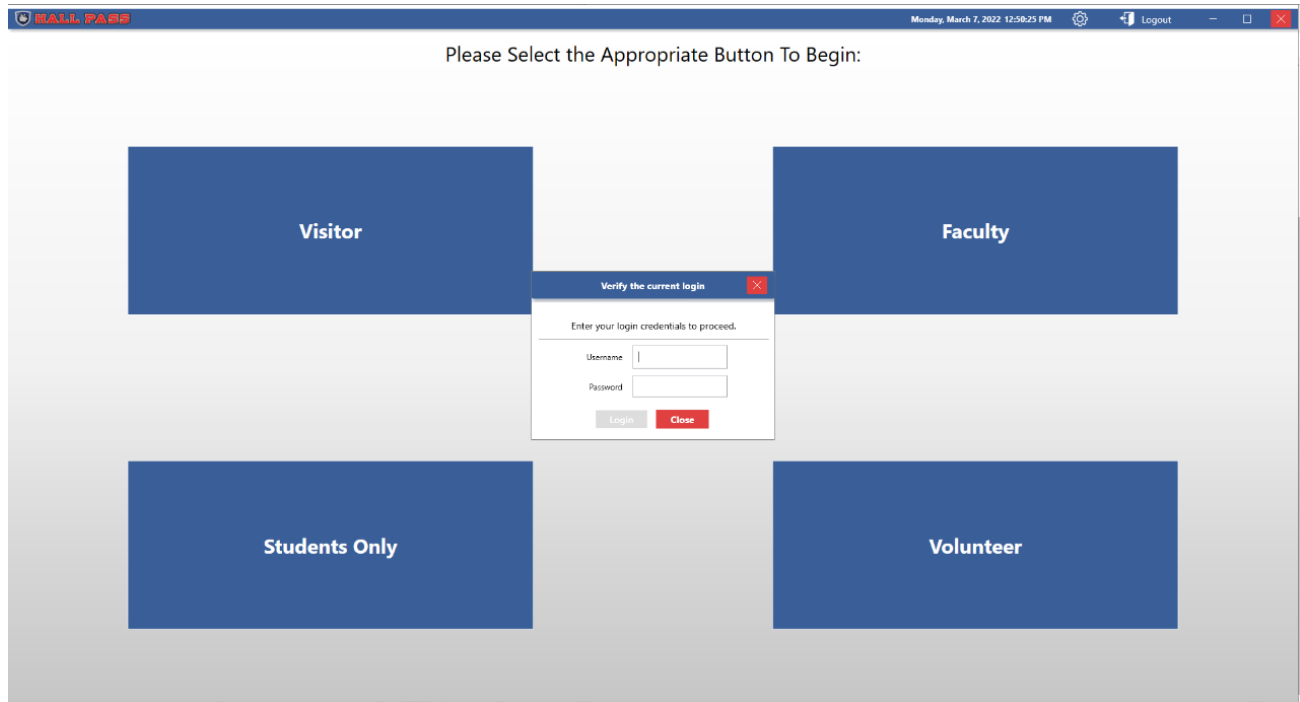 HALL PASS
Monday, March 7, 2022 12:50:25 PM
Logout
Please Select the Appropriate Button To Begin:
Visitor
Faculty
Verify the current login
Enter your login credentials to proceed.
Username
Password
Login
Close
Students Only
Volunteer